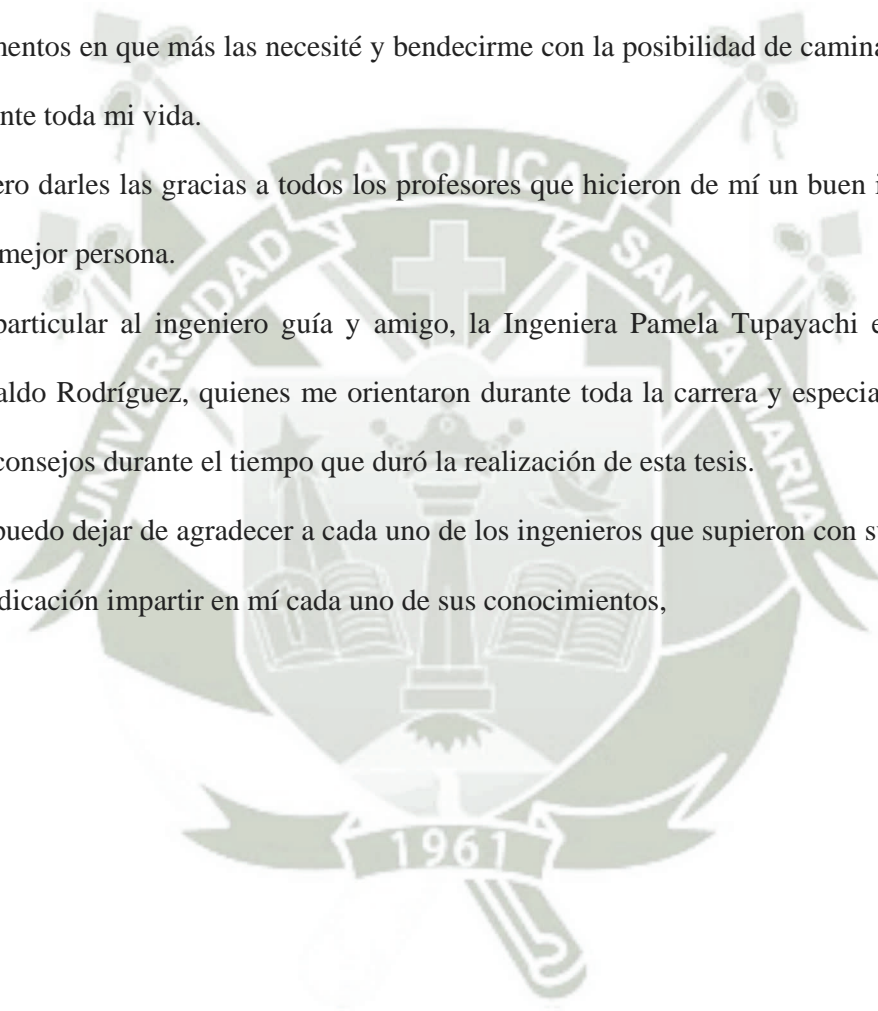 mentos en que más las necesité y bendecirme con la posibilidad de camina
nte toda mi vida.
ero darles las gracias a todos los profesores que hicieron de mí un buen i
mejor persona.
particular al ingeniero guía y amigo, la Ingeniera Pamela Tupayachi e
aldo Rodríguez, quienes me orientaron durante toda la carrera y especia
consejos durante el tiempo que duró la realización de esta tesis.
puedo dejar de agradecer a cada uno de los ingenieros que supieron con s
dicación impartir en mí cada uno de sus conocimientos,
UNIVERSIDAD CATOLICA SANTA MARIA
1961